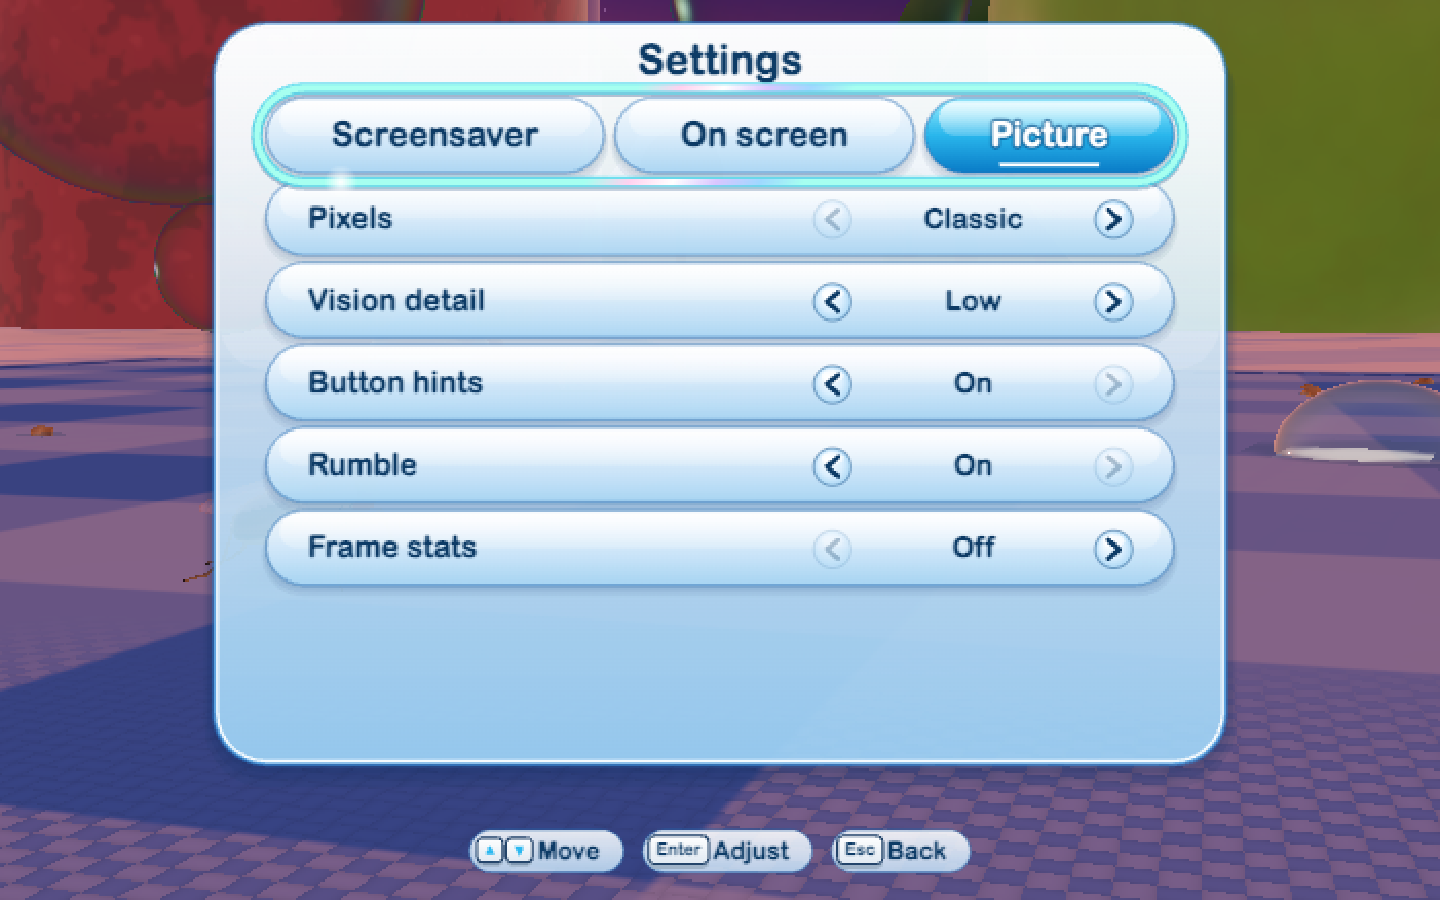 Settings
Screensaver On screen Picture
Pixels Classic
Vision detail Low
Button hints On
Rumble On
Frame stats Off
Move Enter Adjust Esc Back